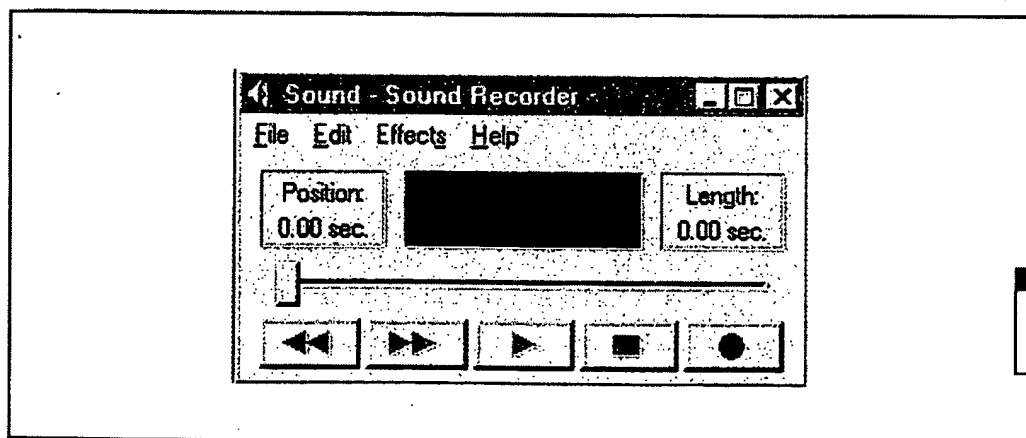 Sound - Sound Recorder
File Edit Effects Help
Position:
0.00 sec.
Length:
0.00 sec.